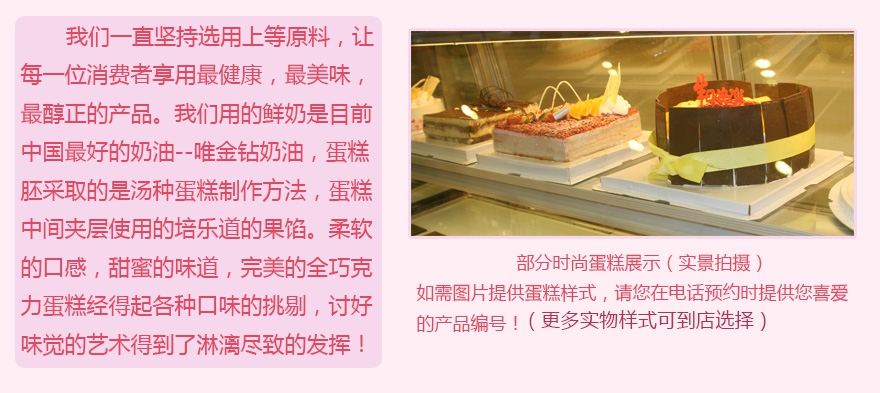 我们一直坚持选用上等原料，让
每一位消费者享用最健康，最美味，
最醇正的产品。我们用的鲜奶是目前
中国最好的奶油--唯金钻奶油，蛋糕
胚采取的是汤种蛋糕制作方法，蛋糕
中间夹层使用的培乐道的果馅。柔软
的口感，甜蜜的味道，完美的全巧克
力蛋糕经得起各种口味的挑剔，讨好
味觉的艺术得到了淋漓尽致的发挥！
部分时尚蛋糕展示（实景拍摄）
如需图片提供蛋糕样式，请您在电话预约时提供您喜爱
的产品编号！（更多实物样式可到店选择）